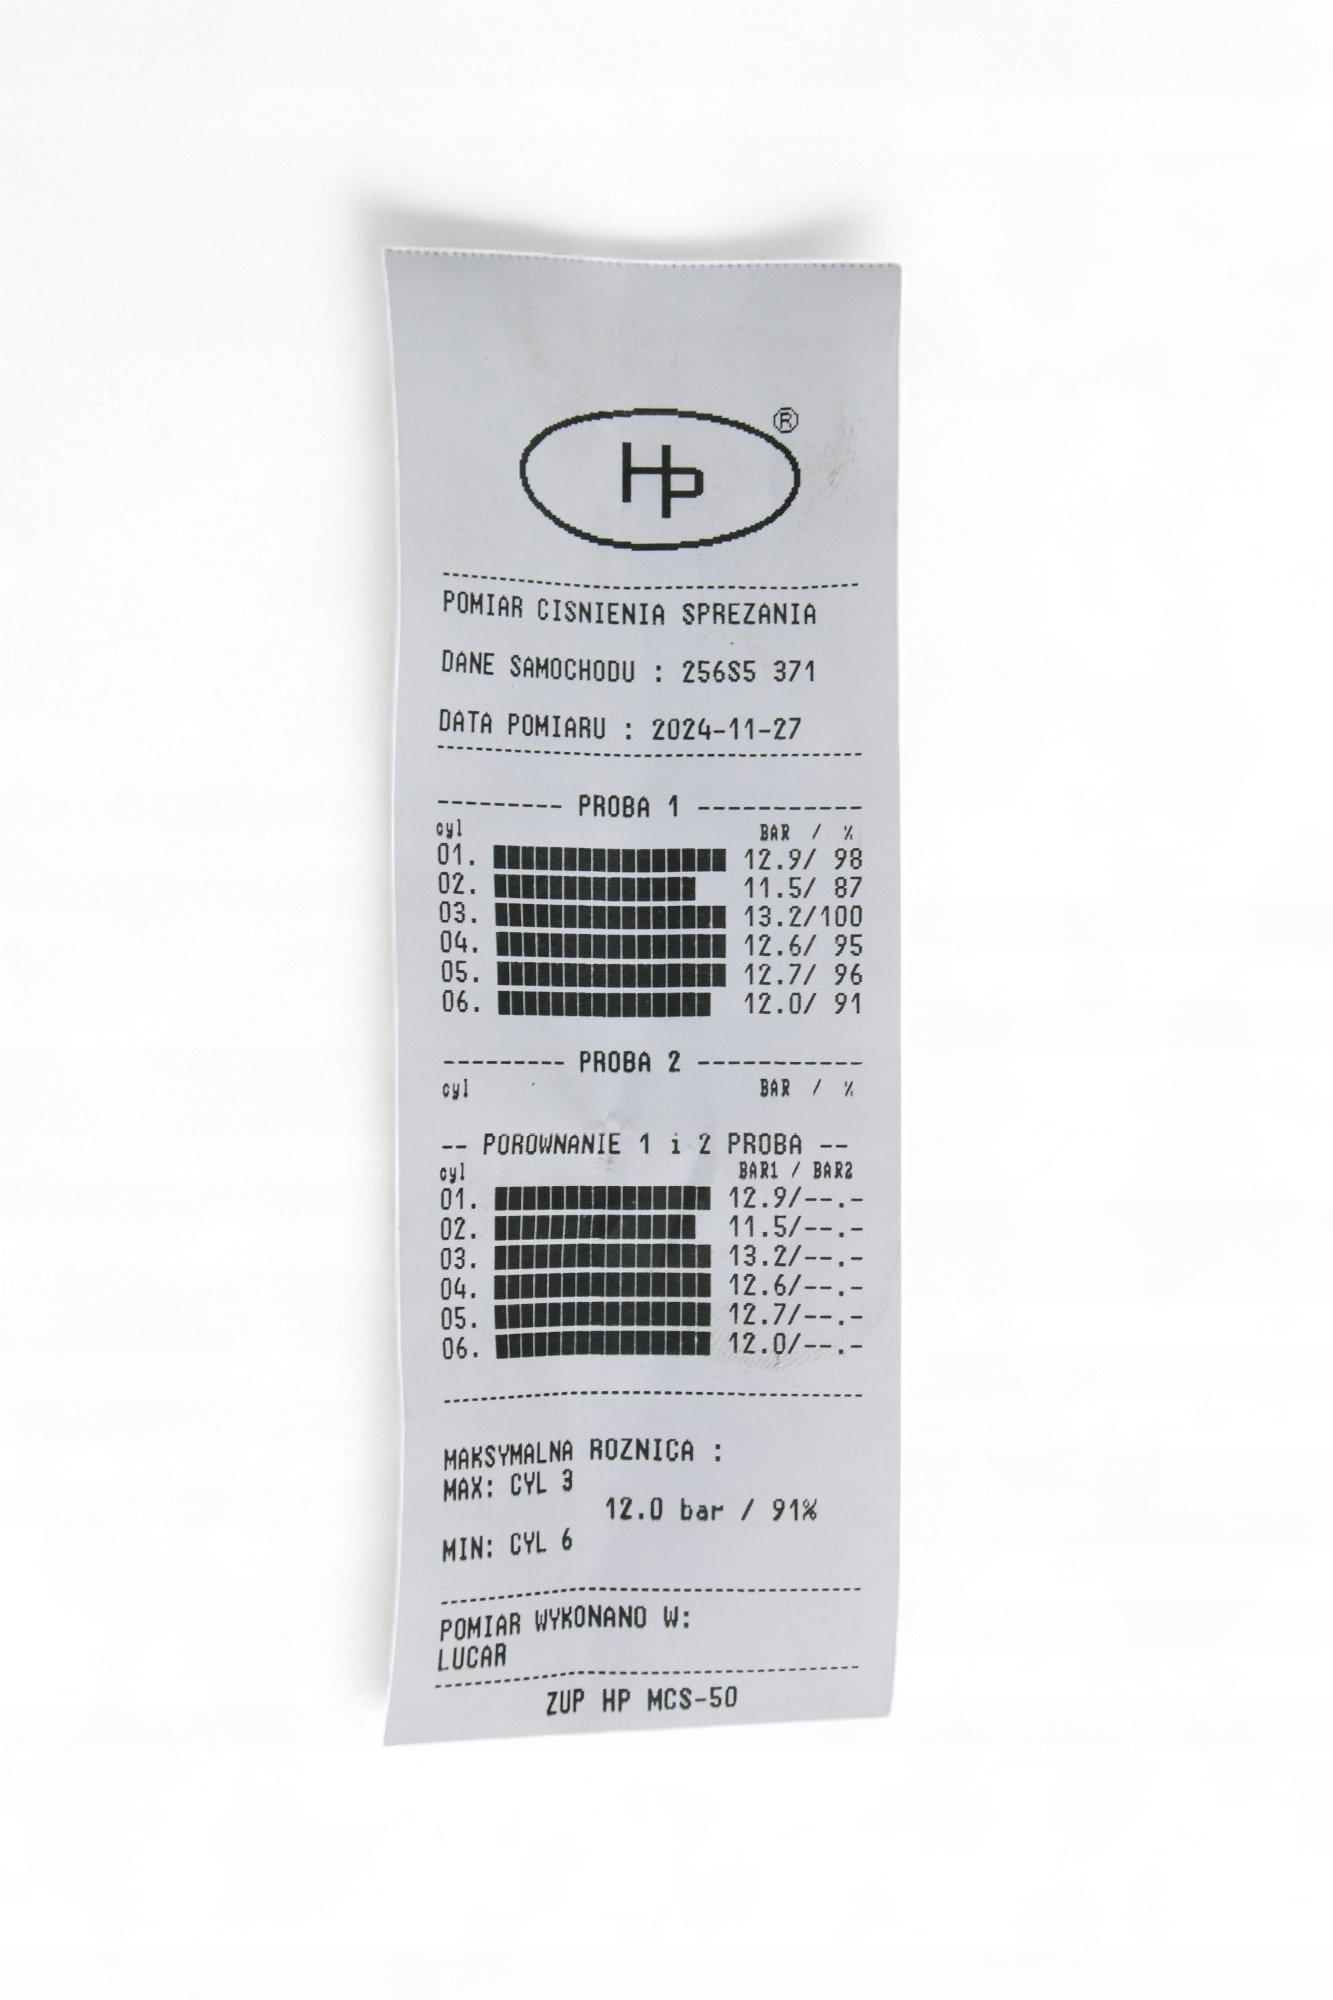 HP ®
POMIAR CISNIENIA SPREZANIA
DANE SAMOCHODU : 256S5 371
DATA POMIARU : 2024-11-27
--------- PROBA 1 -----------
cyl BAR / %
01. 12.9/ 98
02. 11.5/ 87
03. 13.2/100
04. 12.6/ 95
05. 12.7/ 96
06. 12.0/ 91
--------- PROBA 2 -----------
cyl BAR / %
-- POROWNANIE 1 i 2 PROBA --
cyl BAR1 / BAR2
01. 12.9/--.-
02. 11.5/--.-
03. 13.2/--.-
04. 12.6/--.-
05. 12.7/--.-
06. 12.0/--.-
MAKSYMALNA ROZNICA :
MAX: CYL 3
12.0 bar / 91%
MIN: CYL 6
POMIAR WYKONANO W:
LUCAR
ZUP HP MCS-50